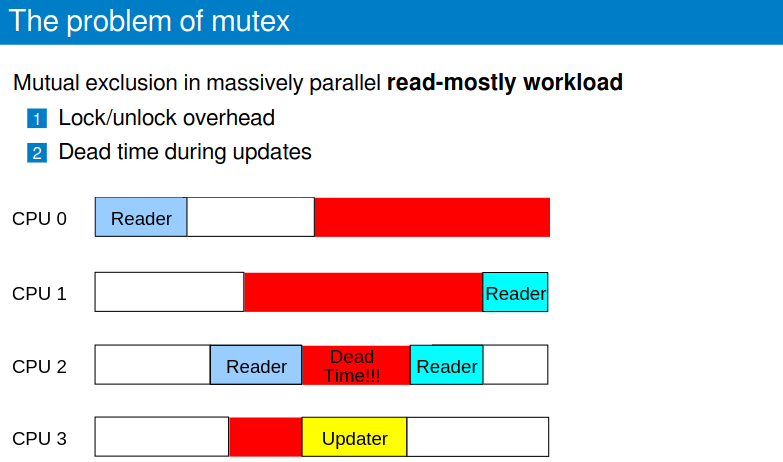 The problem of mutex
Mutual exclusion in massively parallel read-mostly workload
1 Lock/unlock overhead
2 Dead time during updates
CPU 0 Reader
CPU 1 Reader
CPU 2 Reader Dead Time!!! Reader
CPU 3 Updater